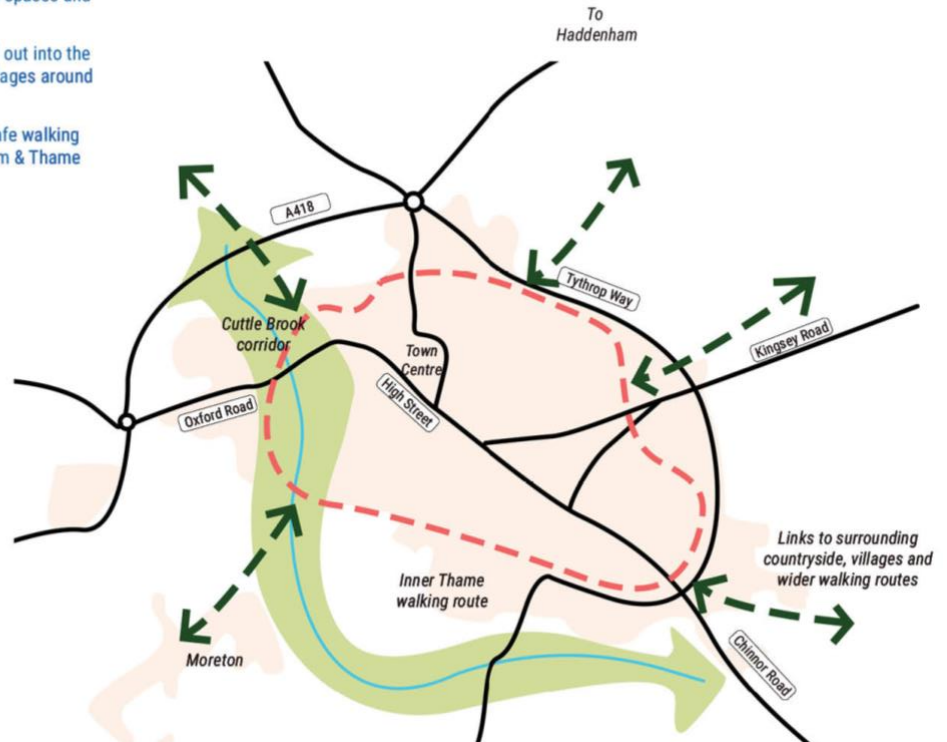 out into the
ages around
fe walking
m & Thame
To
Haddenham
A418
Tythrop Way
Kingsey Road
Cuttle Brook
corridor
Town
Centre
High Street
Oxford Road
Links to surrounding
countryside, villages and
wider walking routes
Inner Thame
walking route
Moreton
Chinnor Road